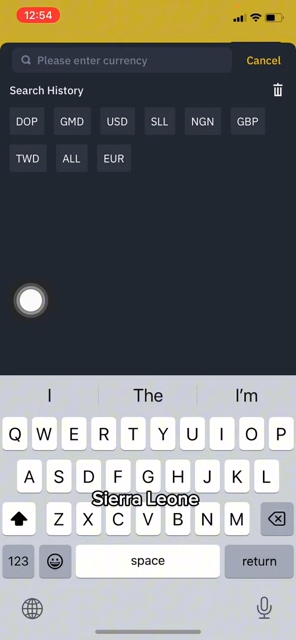 12:54
Please enter currency Cancel
Search History
DOP GMD USD SLL NGN GBP
TWD ALL EUR
I The I'm
Q W E R T Y U I O P
A S D F G H J K L
Sierra Leone
Z X C V B N M
123 space return